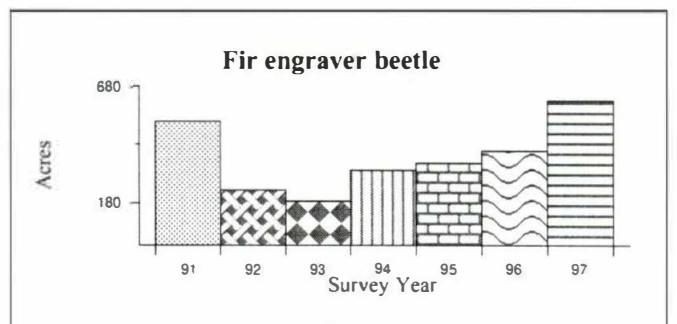 Fir engraver beetle
680
Acres
180
91 92 93 94 95 96 97
Survey Year